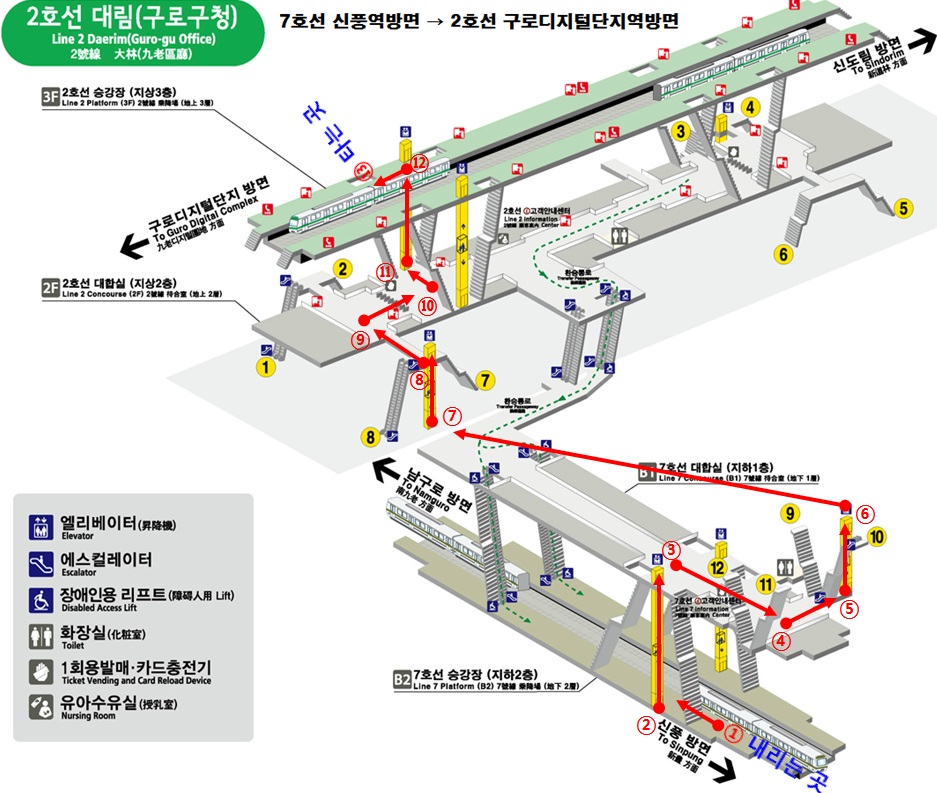 2호선 대림(구로구청)
Line 2 Daerim(Guro-gu Office)
2號線 大林(九老區廳)
7호선 신풍역방면 → 2호선 구로디지털단지역방면
신도림 방면
To Sindorim
新道林 方面
3F 2호선 승강장 (지상3층)
Line 2 Platform (3F) 2號線 乘降場 (地上 3層)
타는 곳
⑬
⑫
3
4
구로디지털단지 방면
To Guro Digital Complex
九老디지털團地 方面
2호선 고객안내센터
Line 2 Information Center
5
6
환승통로
Transfer Passageway
2F 2호선 대합실 (지상2층)
Line 2 Concourse (2F) 2號線 待合室 (地上 2層)
2
⑪
⑩
⑨
1
⑧
7
⑦
8
환승통로
Transfer Passageway
남구로 방면
To Namguro
南九老 方面
B1 7호선 대합실 (지하1층)
Line 7 Concourse (B1) 7號線 待合室 (地下 1層)
⑥
9
10
③
12
11
⑤
④
7호선 고객안내센터
Line 7 Information Center
B2 7호선 승강장 (지하2층)
Line 7 Platform (B2) 7號線 乘降場 (地下 2層)
②
①
신풍 방면
To Sinpung
新豊 方面
내리는 곳
엘리베이터(昇降機)
Elevator
에스컬레이터
Escalator
장애인용 리프트(障碍人用 Lift)
Disabled Access Lift
화장실(化粧室)
Toilet
1회용발매·카드충전기
Ticket Vending and Card Reload Device
유아수유실(授乳室)
Nursing Room